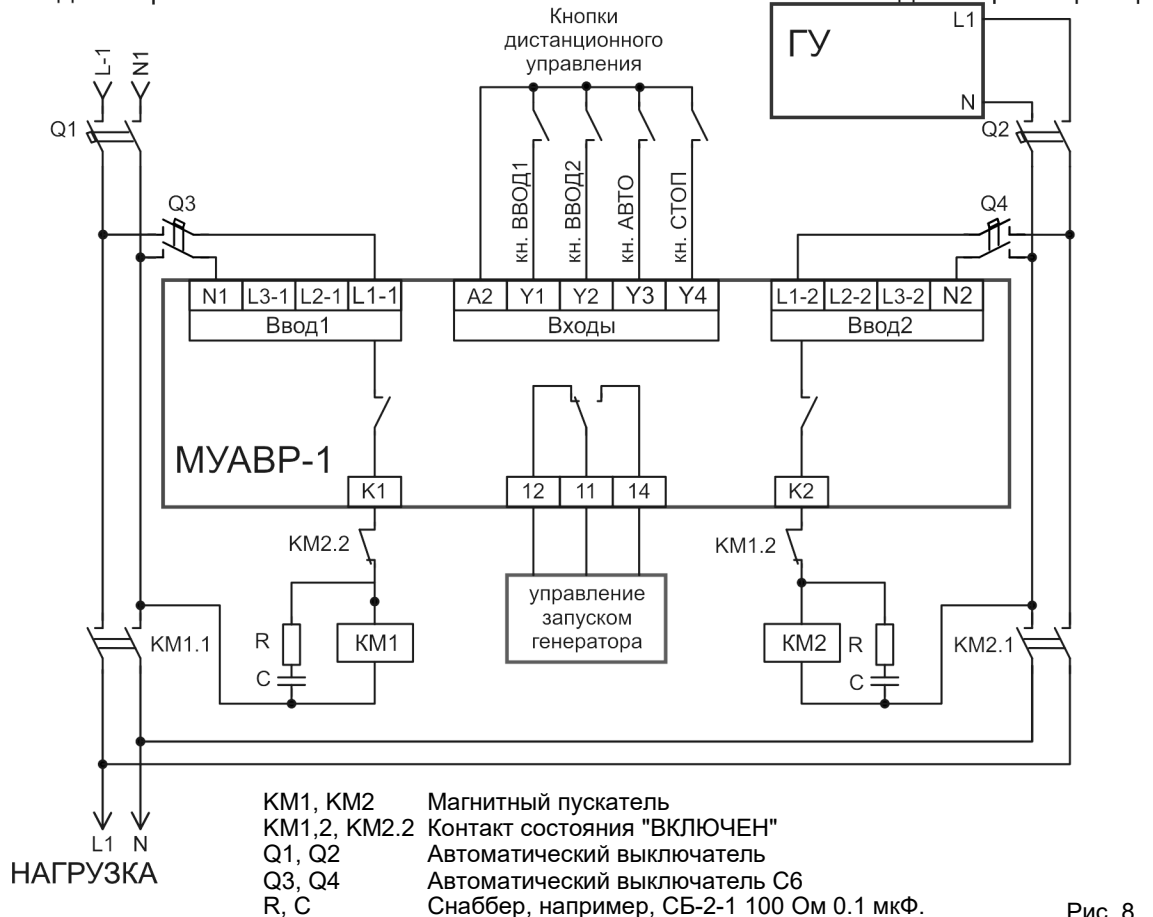 Кнопки
дистанционного
управления
ГУ
L1
N
L-1
N1
Q1
Q2
Q3
Q4
кн. ВВОД1
кн. ВВОД2
кн. АВТО
кн. СТОП
N1 L3-1 L2-1 L1-1
Ввод1
A2 Y1 Y2 Y3 Y4
Входы
L1-2 L2-2 L3-2 N2
Ввод2
МУАВР-1
K1
12 11 14
K2
KM2.2
KM1.2
управление
запуском
генератора
KM1.1
R
C
KM1
KM2
R
C
KM2.1
L1 N
НАГРУЗКА
KM1, KM2 Магнитный пускатель
KM1,2, KM2.2 Контакт состояния "ВКЛЮЧЕН"
Q1, Q2 Автоматический выключатель
Q3, Q4 Автоматический выключатель С6
R, C Снаббер, например, СБ-2-1 100 Ом 0.1 мкФ.
Рис. 8